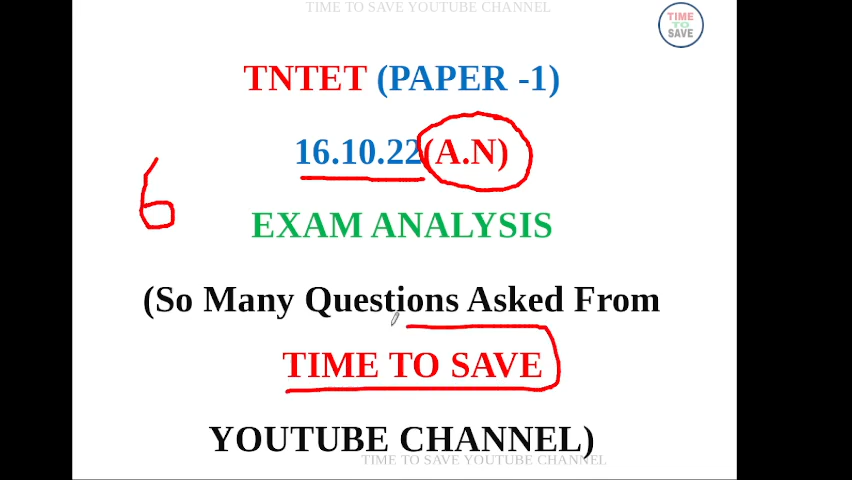 TIME TO SAVE YOUTUBE CHANNEL
TIME
TO
SAVE
TNTET (PAPER -1)
16.10.22(A.N)
6
EXAM ANALYSIS
(So Many Questions Asked From
TIME TO SAVE
YOUTUBE CHANNEL)
TIME TO SAVE YOUTUBE CHANNEL